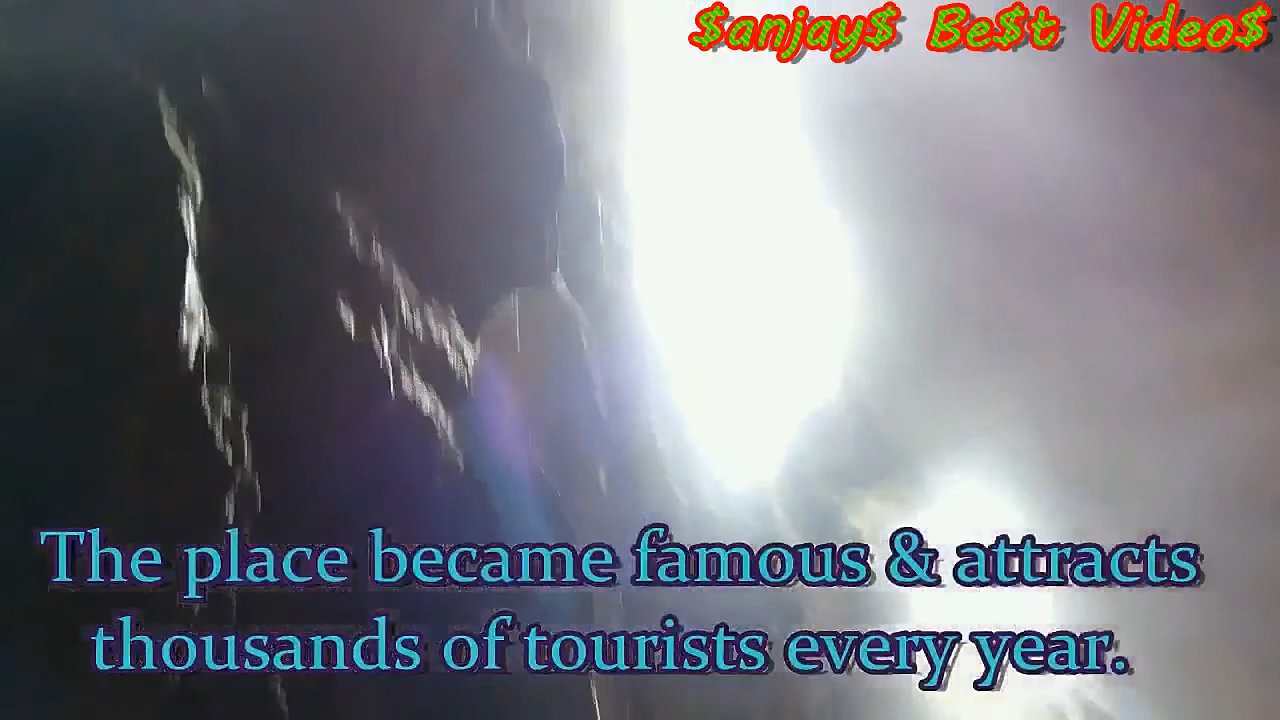 $anjay$ Be$t Video$
The place became famous & attracts
thousands of tourists every year.